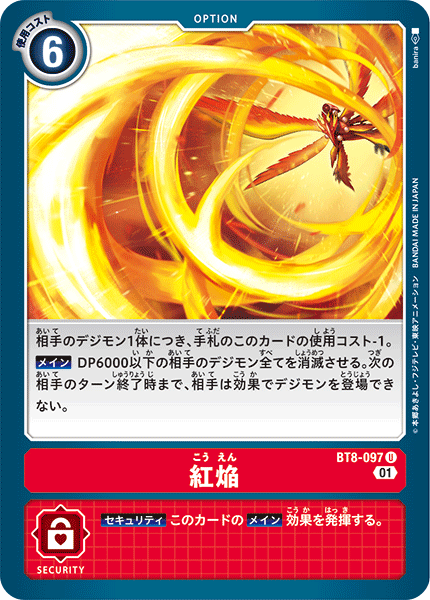 OPTION
使用コスト
6
banira
BANDAI MADE IN JAPAN
©本郷あきよし・フジテレビ・東映アニメーション
相手のデジモン1体につき、手札のこのカードの使用コスト-1。
メイン DP6000以下の相手のデジモン全てを消滅させる。次の
相手のターン終了時まで、相手は効果でデジモンを登場でき
ない。
BT8-097 U
01
こうえん
紅焔
セキュリティ このカードの メイン 効果を発揮する。
SECURITY